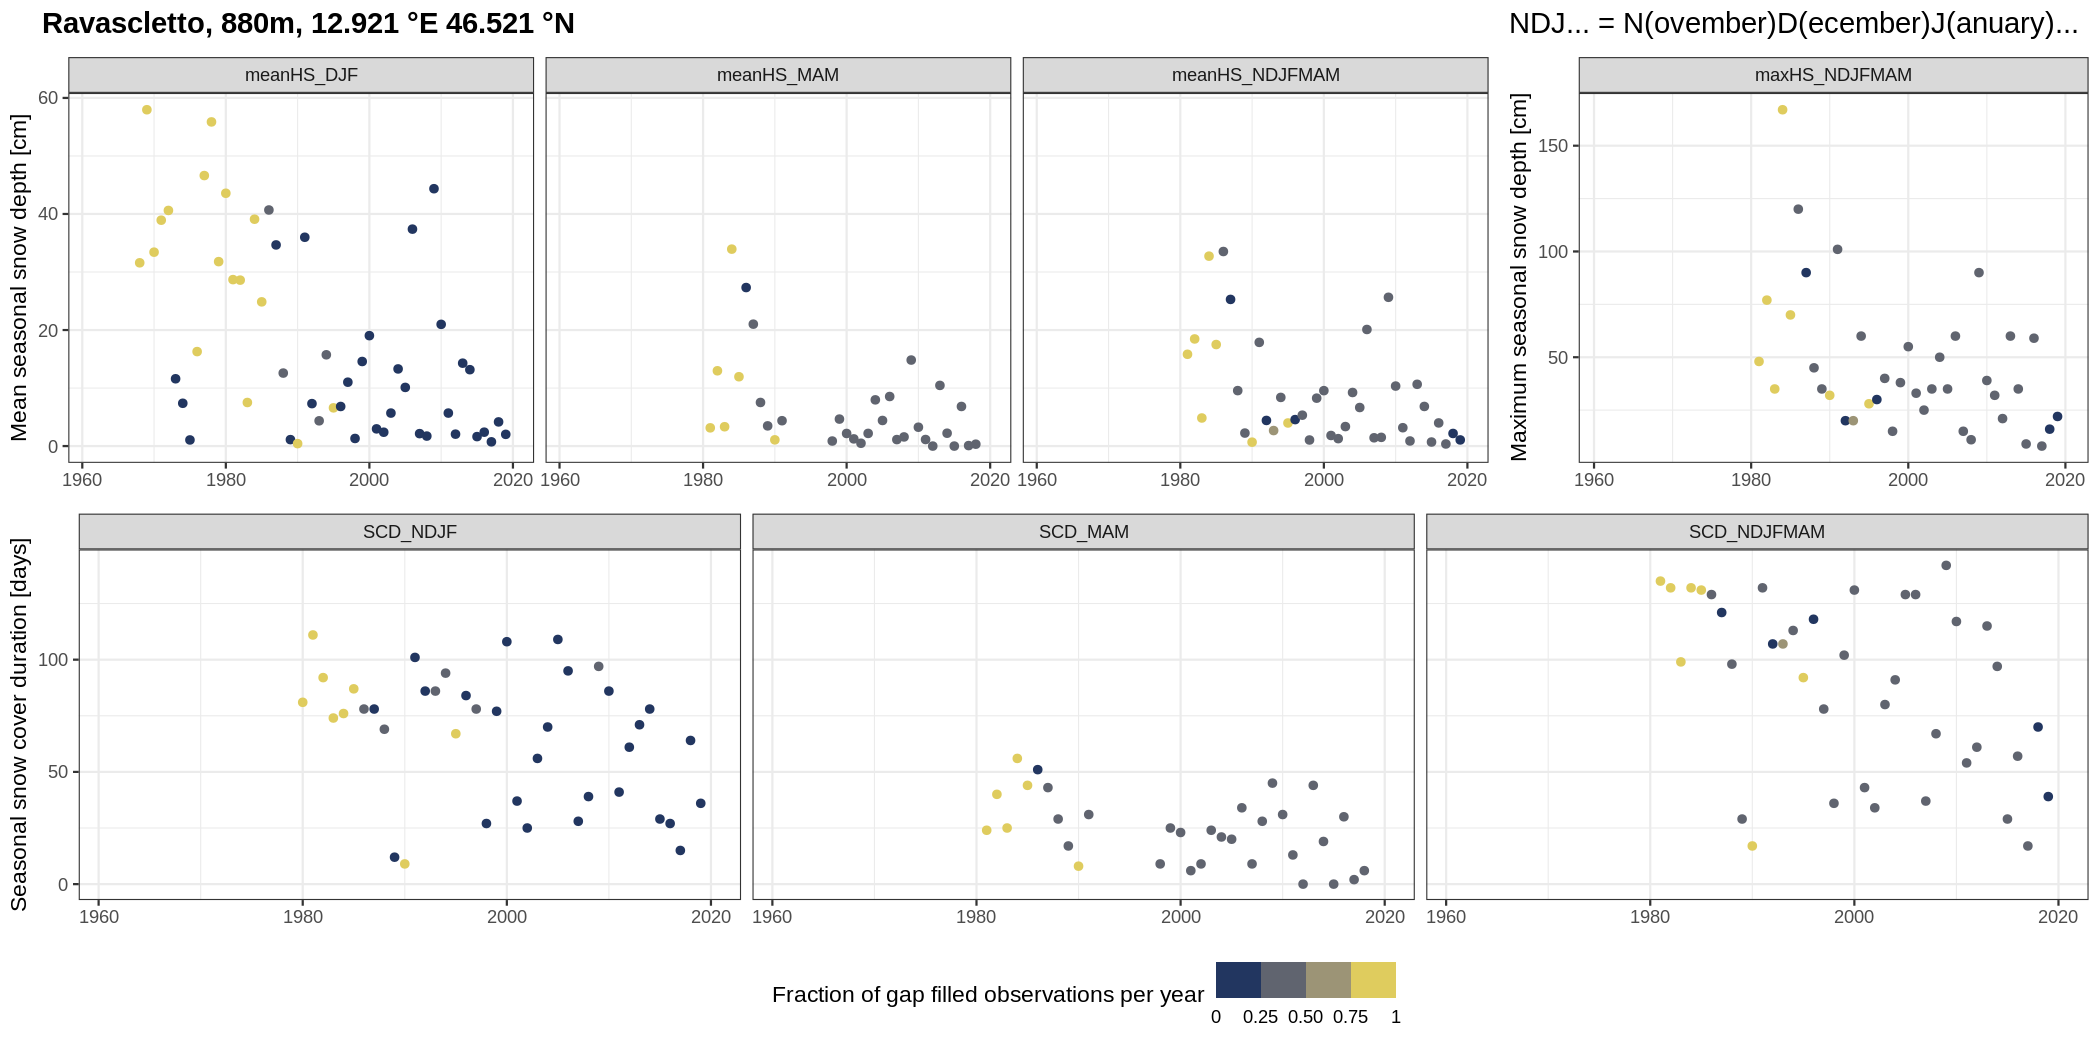 Ravascletto, 880m, 12.921 °E 46.521 °N
NDJ... = N(ovember)D(ecember)J(anuary)...
meanHS_DJF
meanHS_MAM
meanHS_NDJFMAM
maxHS_NDJFMAM
Mean seasonal snow depth [cm]
60
40
20
0
1960 1980 2000 2020
1960 1980 2000 2020
1960 1980 2000 2020
Maximum seasonal snow depth [cm]
150
100
50
1960 1980 2000 2020
SCD_NDJF
SCD_MAM
SCD_NDJFMAM
Seasonal snow cover duration [days]
100
50
0
1960 1980 2000 2020
1960 1980 2000 2020
1960 1980 2000 2020
Fraction of gap filled observations per year
0 0.25 0.50 0.75 1